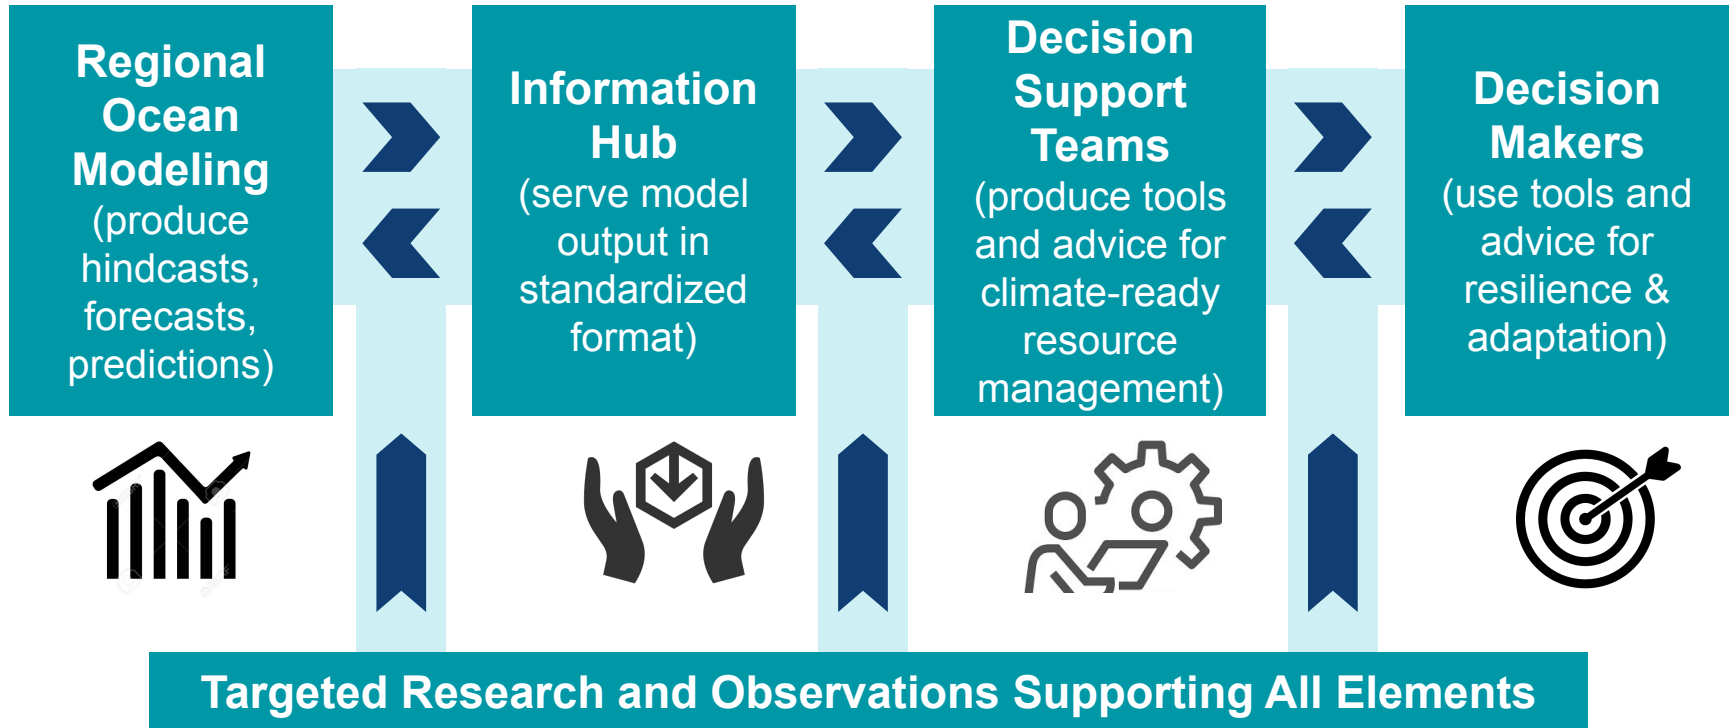 Regional
Ocean
Modeling
(produce
hindcasts,
forecasts,
predictions)
Information
Hub
(serve model
output in
standardized
format)
Decision
Support
Teams
(produce tools
and advice for
climate-ready
resource
management)
Decision
Makers
(use tools and
advice for
resilience &
adaptation)
Targeted Research and Observations Supporting All Elements